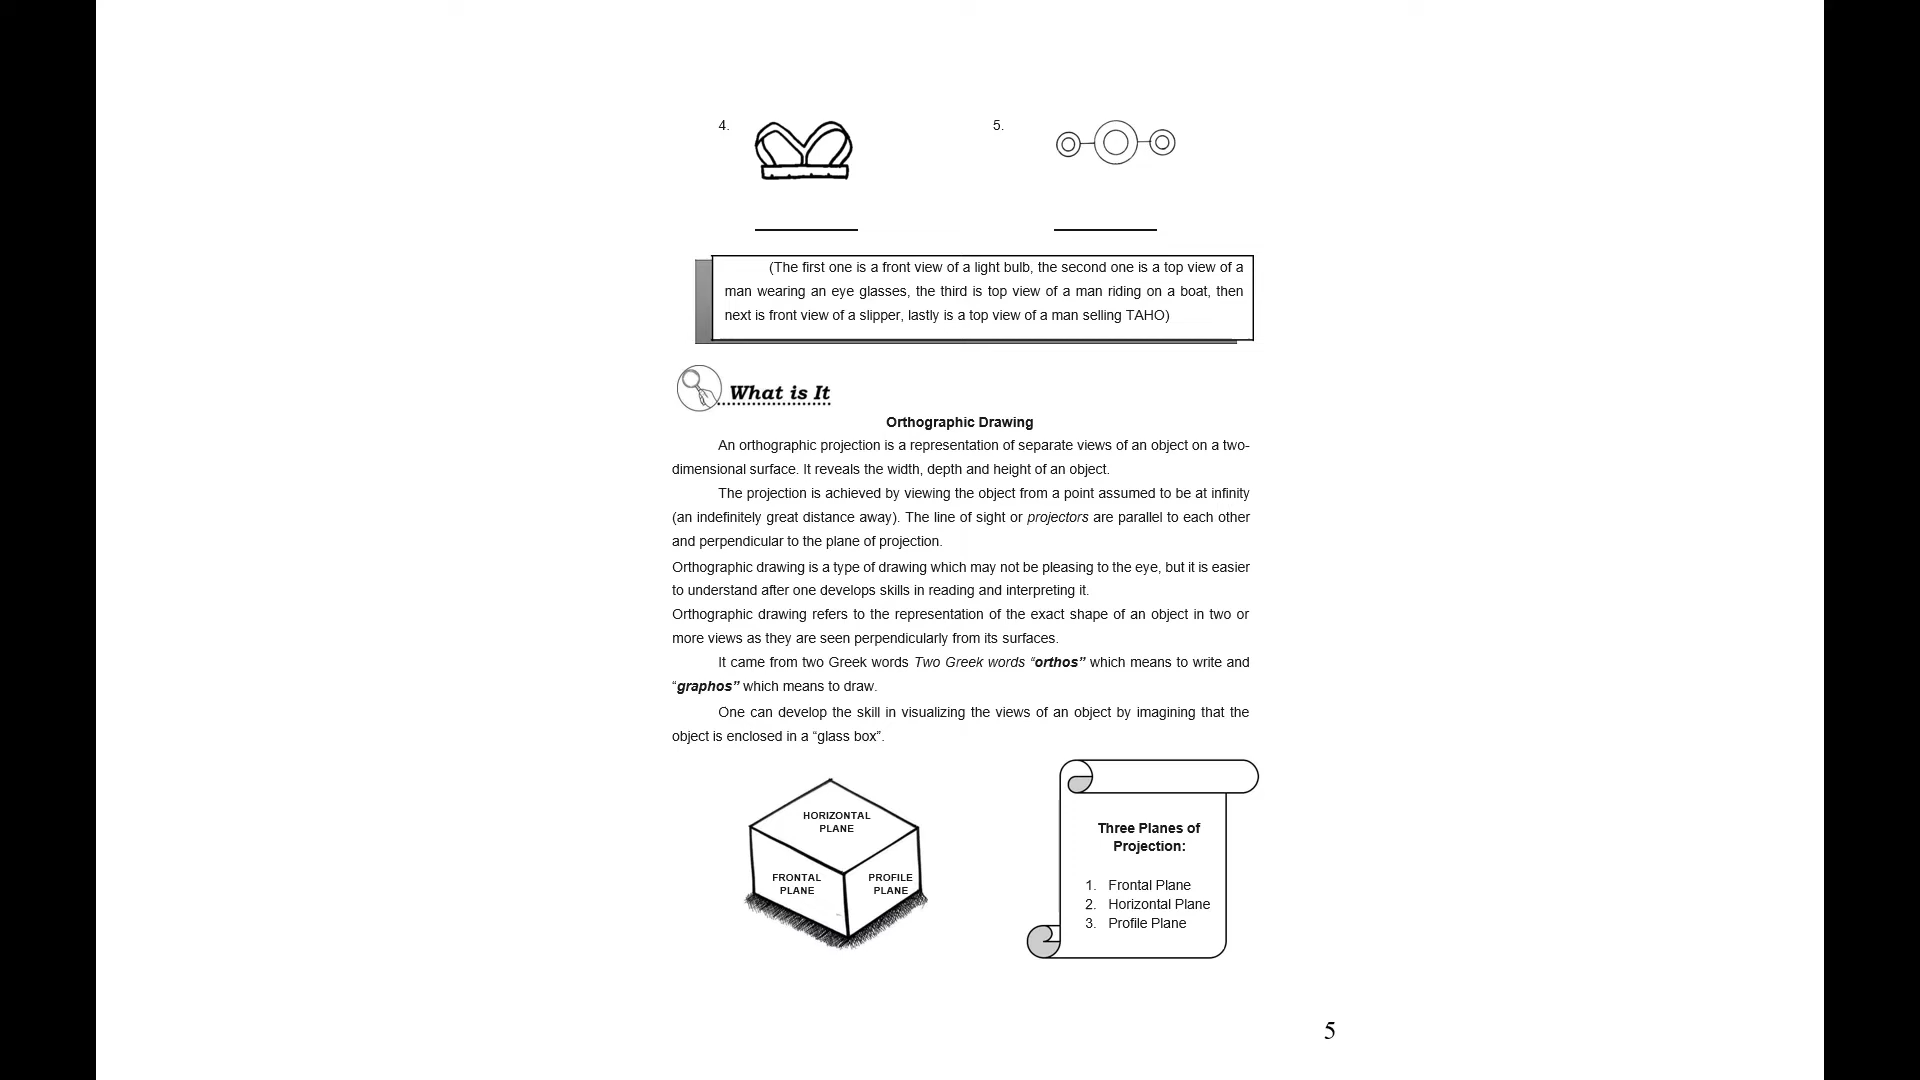 4.
5.
(The first one is a front view of a light bulb, the second one is a top view of a
man wearing an eye glasses, the third is top view of a man riding on a boat, then
next is front view of a slipper, lastly is a top view of a man selling TAHO)
What is It
Orthographic Drawing
An orthographic projection is a representation of separate views of an object on a two-
dimensional surface. It reveals the width, depth and height of an object.
The projection is achieved by viewing the object from a point assumed to be at infinity
(an indefinitely great distance away). The line of sight or projectors are parallel to each other
and perpendicular to the plane of projection.
Orthographic drawing is a type of drawing which may not be pleasing to the eye, but it is easier
to understand after one develops skills in reading and interpreting it.
Orthographic drawing refers to the representation of the exact shape of an object in two or
more views as they are seen perpendicularly from its surfaces.
It came from two Greek words Two Greek words “orthos” which means to write and
“graphos” which means to draw.
One can develop the skill in visualizing the views of an object by imagining that the
object is enclosed in a “glass box”.
HORIZONTAL
PLANE
FRONTAL
PLANE
PROFILE
PLANE
Three Planes of
Projection:
1. Frontal Plane
2. Horizontal Plane
3. Profile Plane
5